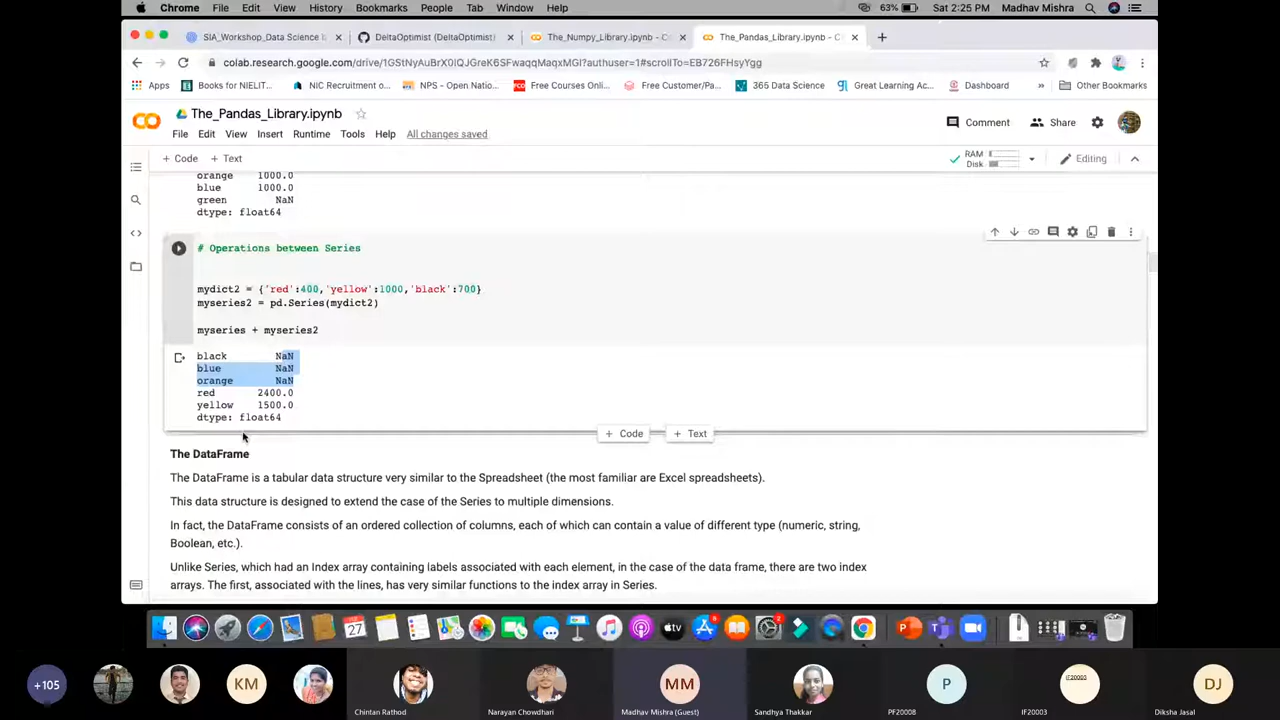 Chrome File Edit View History Bookmarks People Tab Window Help 63% Sat 2:25 PM Madhav Mishra
SIA_Workshop_Data Science b DeltaOptimist (DeltaOptimist) The_Numpy_Library.ipynb - C The_Pandas_Library.ipynb - C
colab.research.google.com/drive/1GStNyAuBrX0IQJGreK6SFwaqqMaqxMGI?authuser=1#scrollTo=EB726FHsyYgg
Apps Books for NIELIT... NIC Recruitment -... NPS - Open Natio... Free Courses Onl... Free Customer/Pa... 365 Data Science Great Learning Ac... Dashboard » Other Bookmarks
The_Pandas_Library.ipynb
File Edit View Insert Runtime Tools Help All changes saved
Comment Share
+ Code + Text
RAM
Disk
Editing
orange 1000.0
blue 1000.0
green NaN
dtype: float64
# Operations between Series
mydict2 = {'red':400,'yellow':1000,'black':700}
myseries2 = pd.Series(mydict2)
myseries + myseries2
black NaN
blue NaN
orange NaN
red 2400.0
yellow 1500.0
dtype: float64
+ Code + Text
The DataFrame
The DataFrame is a tabular data structure very similar to the Spreadsheet (the most familiar are Excel spreadsheets).
This data structure is designed to extend the case of the Series to multiple dimensions.
In fact, the DataFrame consists of an ordered collection of columns, each of which can contain a value of different type (numeric, string,
Boolean, etc.).
Unlike Series, which had an Index array containing labels associated with each element, in the case of the data frame, there are two index
arrays. The first, associated with the lines, has very similar functions to the index array in Series.
27
tv
+105
KM
MM
P
IF20003
DJ
Chintan Rathod Narayan Chowdhari Madhav Mishra (Guest) Sandhya Thakkar PF20008 IF20003 Diksha Jasal